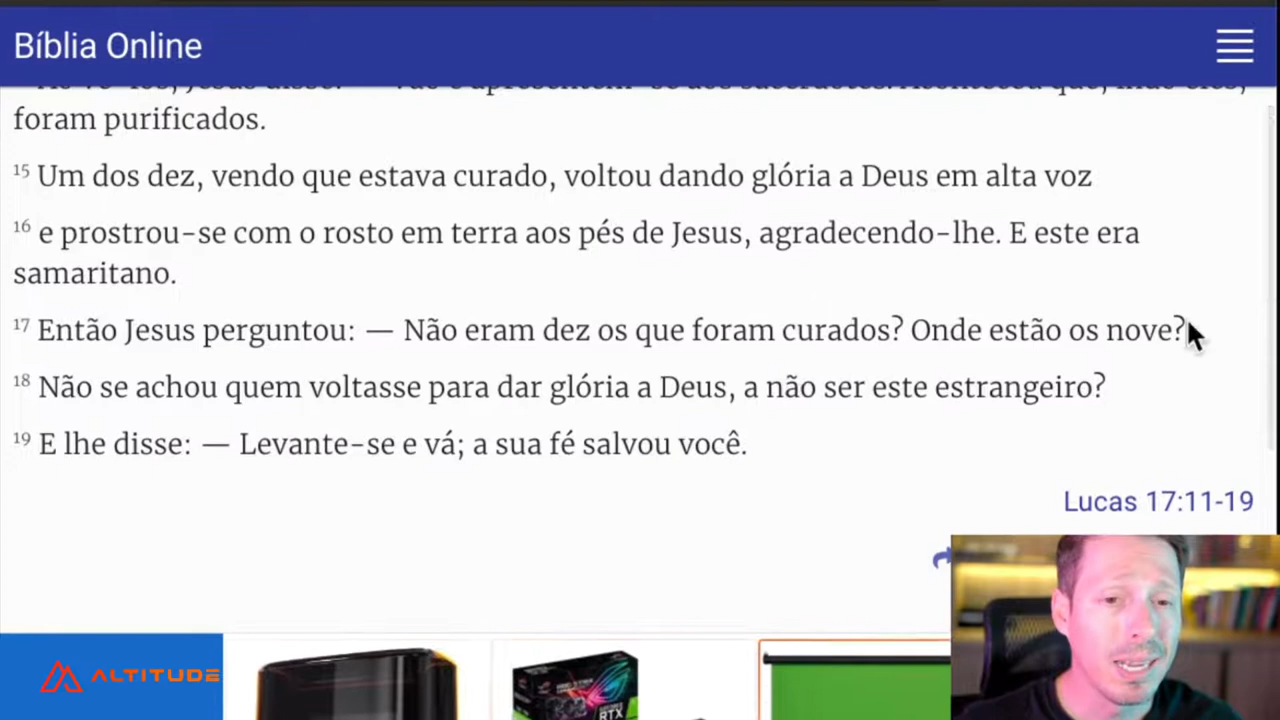 Bíblia Online
foram purificados.
15 Um dos dez, vendo que estava curado, voltou dando glória a Deus em alta voz
16 e prostrou-se com o rosto em terra aos pés de Jesus, agradecendo-lhe. E este era
samaritano.
17 Então Jesus perguntou: — Não eram dez os que foram curados? Onde estão os nove?
18 Não se achou quem voltasse para dar glória a Deus, a não ser este estrangeiro?
19 E lhe disse: — Levante-se e vá; a sua fé salvou você.
Lucas 17:11-19
ALTITUDE
RTX